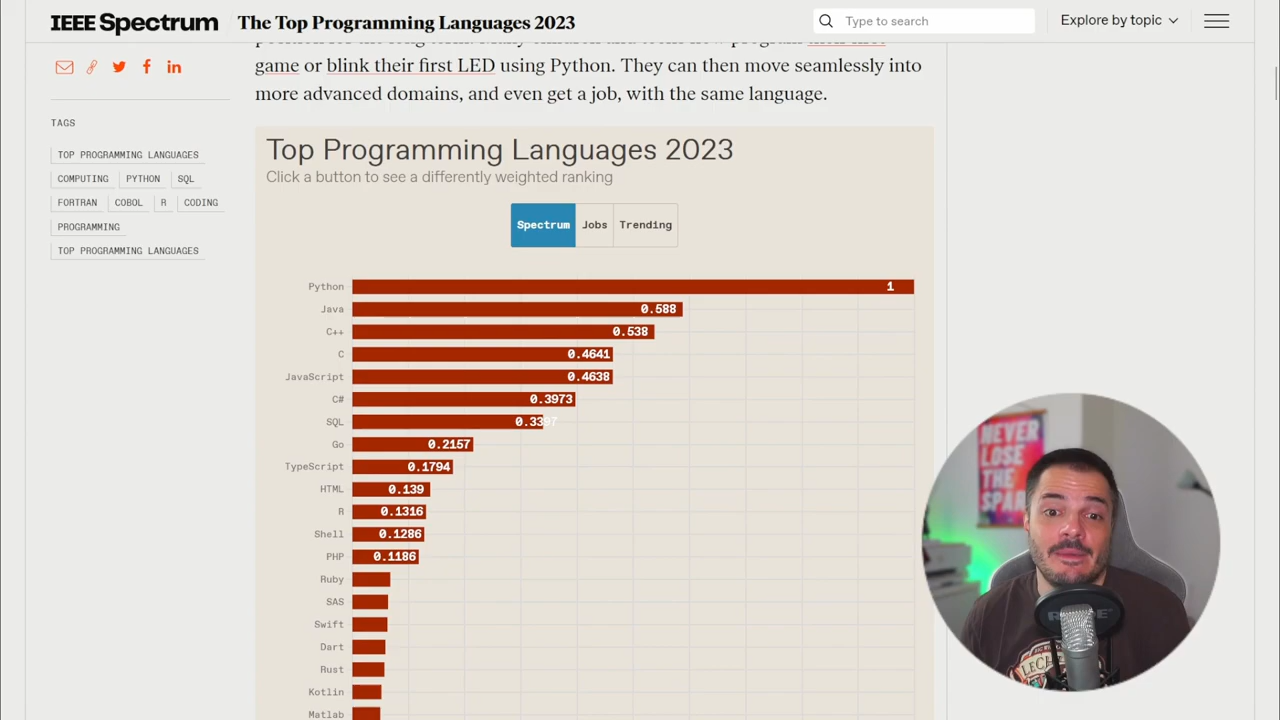 IEEE Spectrum
The Top Programming Languages 2023
Type to search
Explore by topic
game or blink their first LED using Python. They can then move seamlessly into
more advanced domains, and even get a job, with the same language.
TAGS
TOP PROGRAMMING LANGUAGES
COMPUTING PYTHON SQL
FORTRAN COBOL R CODING
PROGRAMMING
TOP PROGRAMMING LANGUAGES
Top Programming Languages 2023
Click a button to see a differently weighted ranking
Spectrum Jobs Trending
Python 1
Java 0.588
C++ 0.538
C 0.4641
JavaScript 0.4638
C# 0.3973
SQL 0.3397
Go 0.2157
TypeScript 0.1794
HTML 0.139
R 0.1316
Shell 0.1286
PHP 0.1186
Ruby
SAS
Swift
Dart
Rust
Kotlin
Matlab
NEVER
LOSE
THE